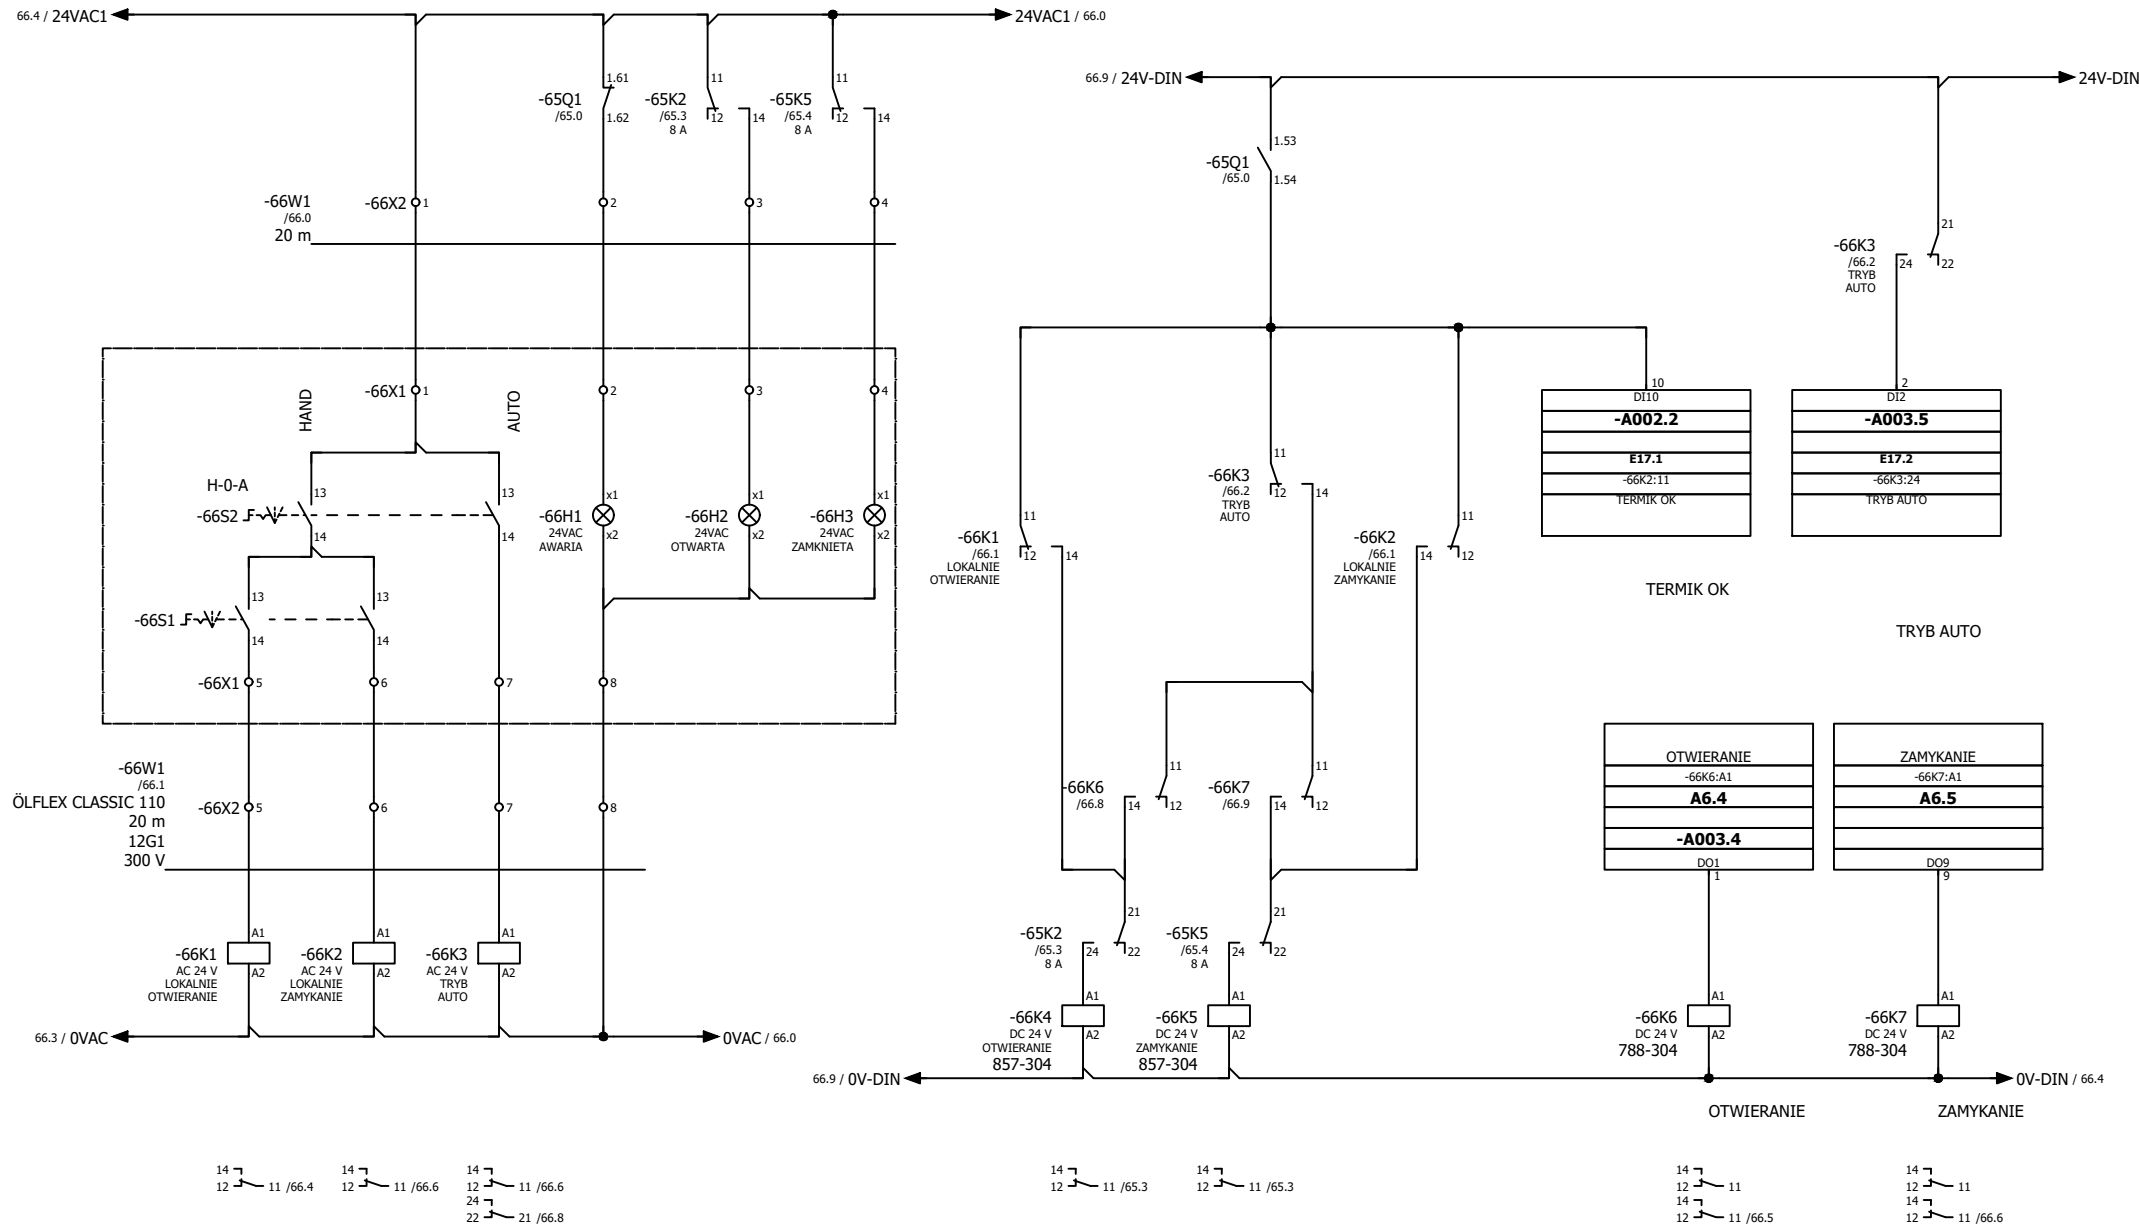 66.4 / 24VAC1
24VAC1 / 66.0
66.9 / 24V-DIN
24V-DIN
-65Q1
/65.0
1.61
1.62
-65K2
/65.3
8 A
11
12
14
-65K5
/65.4
8 A
11
12
14
-65Q1
/65.0
1.53
1.54
-66W1
/66.0
20 m
-66X2
1
2
3
4
-66K3
/66.2
TRYB
AUTO
21
24
22
HAND
AUTO
-66X1
1
2
3
4
10
DI10
-A002.2
E17.1
-66K2:11
TERMIK OK
2
DI2
-A003.5
E17.2
-66K3:24
TRYB AUTO
H-0-A
-66S2
13
14
13
14
-66H1
24VAC
AWARIA
x1
x2
-66H2
24VAC
OTWARTA
x1
x2
-66H3
24VAC
ZAMKNIETA
x1
x2
-66K3
/66.2
TRYB
AUTO
11
12
14
-66K1
/66.1
LOKALNIE
OTWIERANIE
11
12
14
-66K2
/66.1
LOKALNIE
ZAMYKANIE
11
14
12
TERMIK OK
TRYB AUTO
-66S1
13
14
13
14
-66X1
5
6
7
8
-66W1
/66.1
ÖLFLEX CLASSIC 110
20 m
12G1
300 V
-66X2
5
6
7
8
-66K6
/66.8
11
14
12
-66K7
/66.9
11
14
12
OTWIERANIE
-66K6:A1
A6.4
-A003.4
DO1
1
ZAMYKANIE
-66K7:A1
A6.5
DO9
9
-65K2
/65.3
8 A
21
24
22
-65K5
/65.4
8 A
21
24
22
-66K1
AC 24 V
LOKALNIE
OTWIERANIE
A1
A2
-66K2
AC 24 V
LOKALNIE
ZAMYKANIE
A1
A2
-66K3
AC 24 V
TRYB
AUTO
A1
A2
-66K4
DC 24 V
OTWIERANIE
857-304
A1
A2
-66K5
DC 24 V
ZAMYKANIE
857-304
A1
A2
-66K6
DC 24 V
788-304
A1
A2
-66K7
DC 24 V
788-304
A1
A2
66.3 / 0VAC
0VAC / 66.0
66.9 / 0V-DIN
0V-DIN / 66.4
OTWIERANIE
ZAMYKANIE
14
12 11 /66.4
14
12 11 /66.6
14
12 11 /66.6
24
22 21 /66.8
14
12 11 /65.3
14
12 11 /65.3
14
12 11
14
12 11 /66.5
14
12 11
14
12 11 /66.6